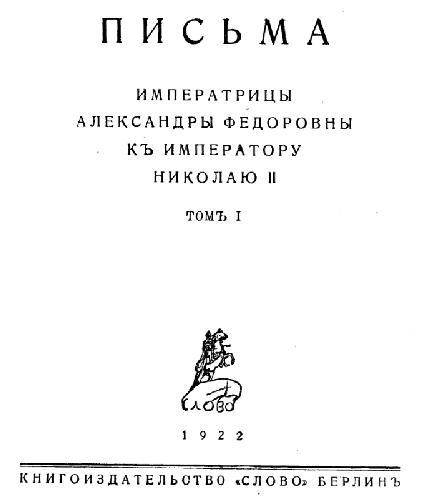 ПИСЬМА
ИМПЕРАТРИЦЫ
АЛЕКСАНДРЫ ФЕДОРОВНЫ
КЪ ИМПЕРАТОРУ
НИКОЛАЮ II
ТОМЪ I
СЛОВО
1922
КНИГОИЗДАТЕЛЬСТВО «СЛОВО» БЕРЛИНЪ